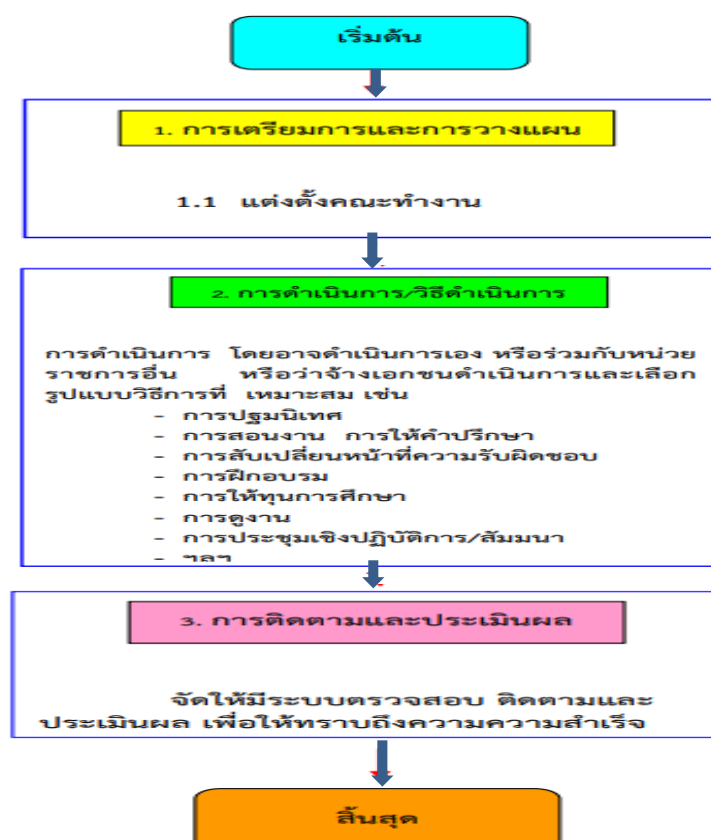 เริ่มต้น
1. การเตรียมการและการวางแผน
1.1 แต่งตั้งคณะทำงาน
2. การดำเนินการ/วิธีดำเนินการ
การดำเนินการ โดยอาจดำเนินการเอง หรือร่วมกับหน่วย
ราชการอื่น หรือว่าจ้างเอกชนดำเนินการและเลือก
รูปแบบวิธีการที่ เหมาะสม เช่น
- การปฐมนิเทศ
- การสอนงาน การให้คำปรึกษา
- การสับเปลี่ยนหน้าที่ความรับผิดชอบ
- การฝึกอบรม
- การให้ทุนการศึกษา
- การดูงาน
- การประชุมเชิงปฏิบัติการ/สัมมนา
- ฯลฯ
3. การติดตามและประเมินผล
จัดให้มีระบบตรวจสอบ ติดตามและ
ประเมินผล เพื่อให้ทราบถึงความความสำเร็จ
สิ้นสุด